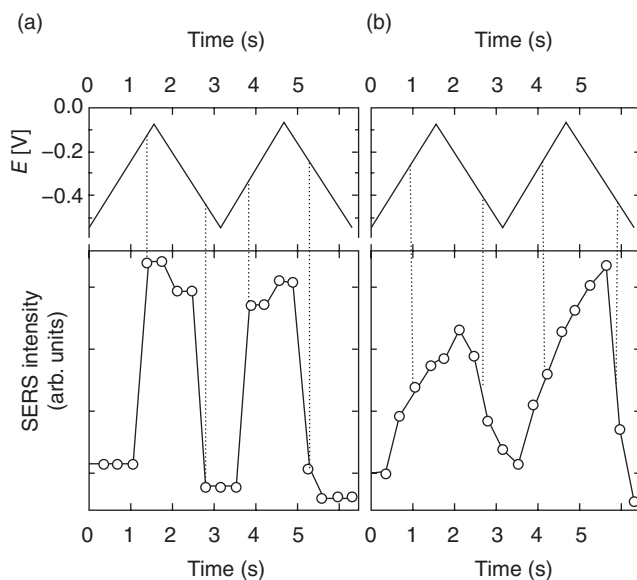 (a)
(b)
Time (s)
Time (s)
0 1 2 3 4 5
0 1 2 3 4 5
0.0
−0.2
−0.4
E [V]
SERS intensity
(arb. units)
0 1 2 3 4 5
0 1 2 3 4 5
Time (s)
Time (s)